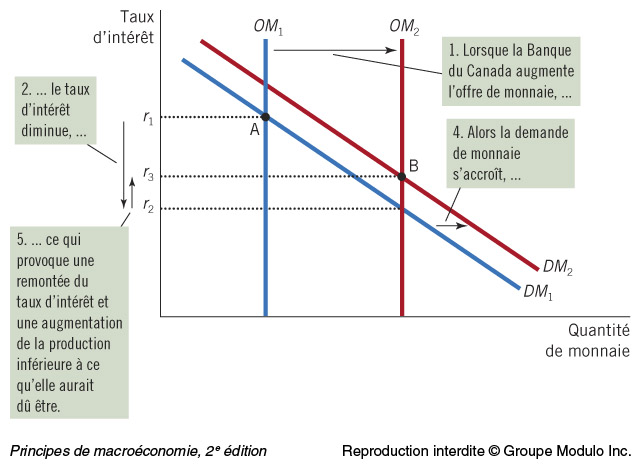 Taux
d'intérêt
OM1
OM2
1. Lorsque la Banque
du Canada augmente
l'offre de monnaie, ...
2. ... le taux
d'intérêt
diminue, ...
r1
A
4. Alors la demande
de monnaie
s'accroît, ...
r3
B
r2
5. ... ce qui
provoque une
remontée du
taux d'intérêt et
une augmentation
de la production
inférieure à ce
qu'elle aurait
dû être.
DM2
DM1
Quantité
de monnaie
Principes de macroéconomie, 2e édition
Reproduction interdite © Groupe Modulo Inc.